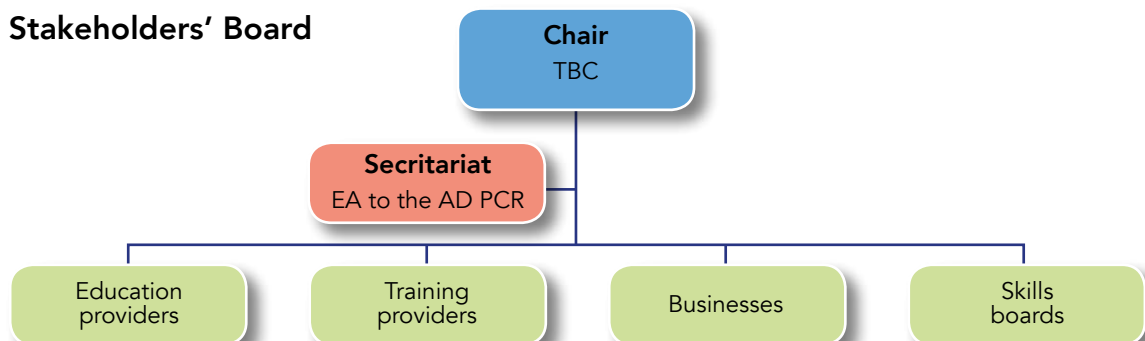 Stakeholders’ Board
Chair
TBC
Secritariat
EA to the AD PCR
Education
providers
Training
providers
Businesses
Skills
boards